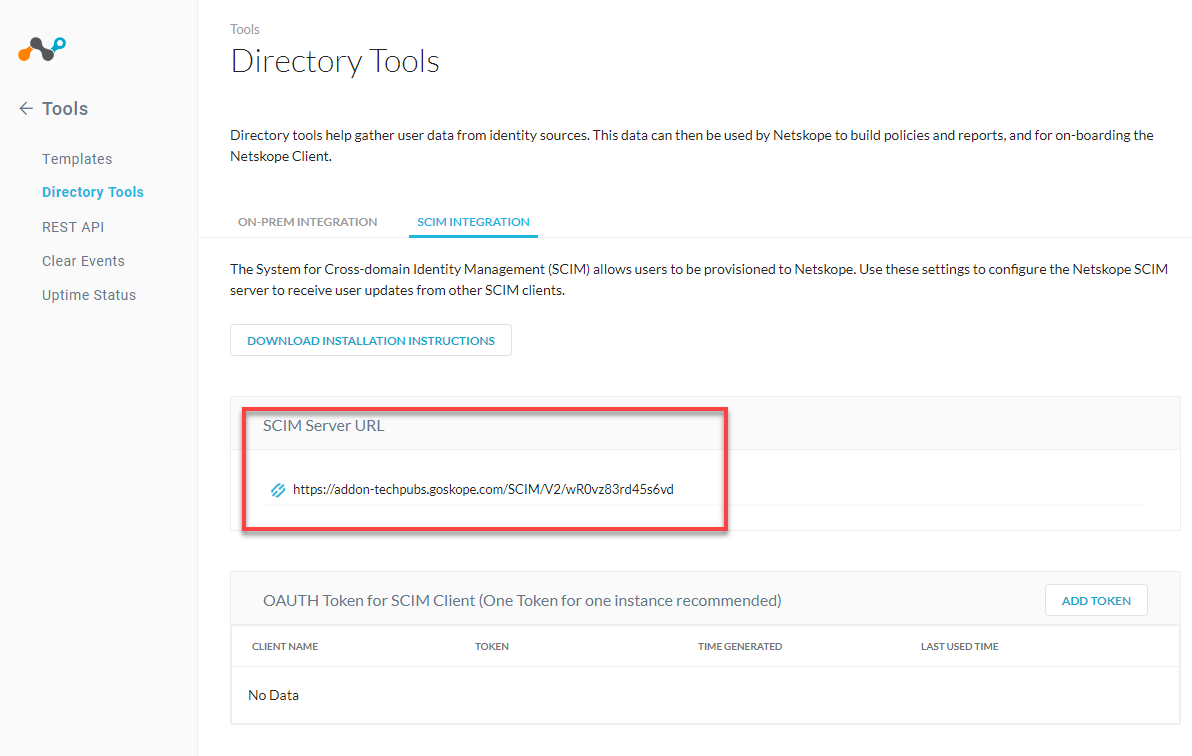 Tools
Directory Tools
Tools
Templates
Directory Tools
REST API
Clear Events
Uptime Status
Directory tools help gather user data from identity sources. This data can then be used by Netskope to build policies and reports, and for on-boarding the
Netskope Client.
ON-PREM INTEGRATION SCIM INTEGRATION
The System for Cross-domain Identity Management (SCIM) allows users to be provisioned to Netskope. Use these settings to configure the Netskope SCIM
server to receive user updates from other SCIM clients.
DOWNLOAD INSTALLATION INSTRUCTIONS
SCIM Server URL
https://addon-techpubs.goskope.com/SCIM/V2/wR0vz83rd45s6vd
OAUTH Token for SCIM Client (One Token for one instance recommended) ADD TOKEN
CLIENT NAME TOKEN TIME GENERATED LAST USED TIME
No Data